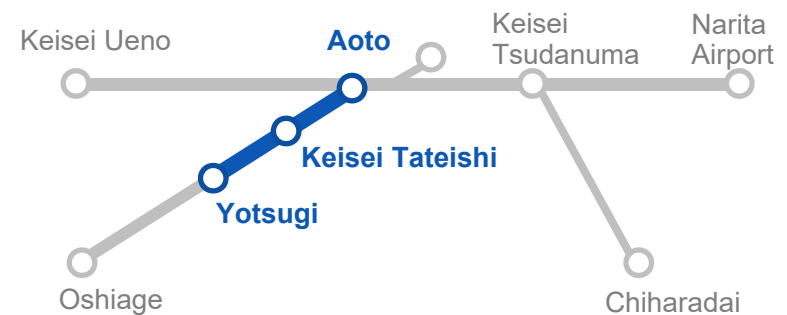 Keisei Ueno
Aoto
Keisei
Tsudanuma
Narita
Airport
Keisei Tateishi
Yotsugi
Oshiage
Chiharadai